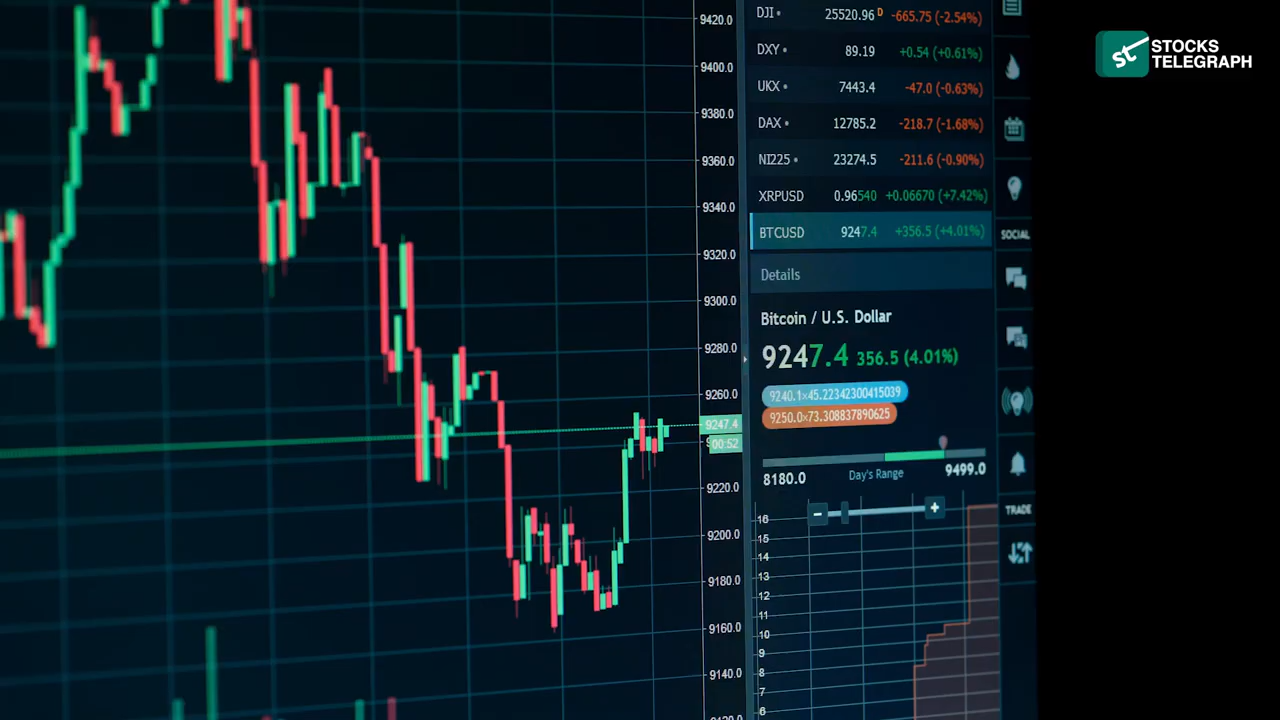 9420.0
9400.0
9380.0
9360.0
9340.0
9320.0
9300.0
9280.0
9260.0
9247.4
00:52
9220.0
9200.0
9180.0
9160.0
9140.0
DJI 25520.96 D -665.75 (-2.54%)
DXY 89.19 +0.54 (+0.61%)
UKX 7443.4 -47.0 (-0.63%)
DAX 12785.2 -218.7 (-1.68%)
NI225 23274.5 -211.6 (-0.90%)
XRPUSD 0.96540 +0.06670 (+7.42%)
BTCUSD 9247.4 +356.5 (+4.01%)
Details
Bitcoin / U.S. Dollar
9247.4 356.5 (4.01%)
9240.1×45.22342300415039
9250.0×73.308837890625
8180.0 Day's Range 9499.0
− +
16
15
14
13
12
11
10
9
8
7
6
SOCIAL
TRADE
st STOCKS
TELEGRAPH